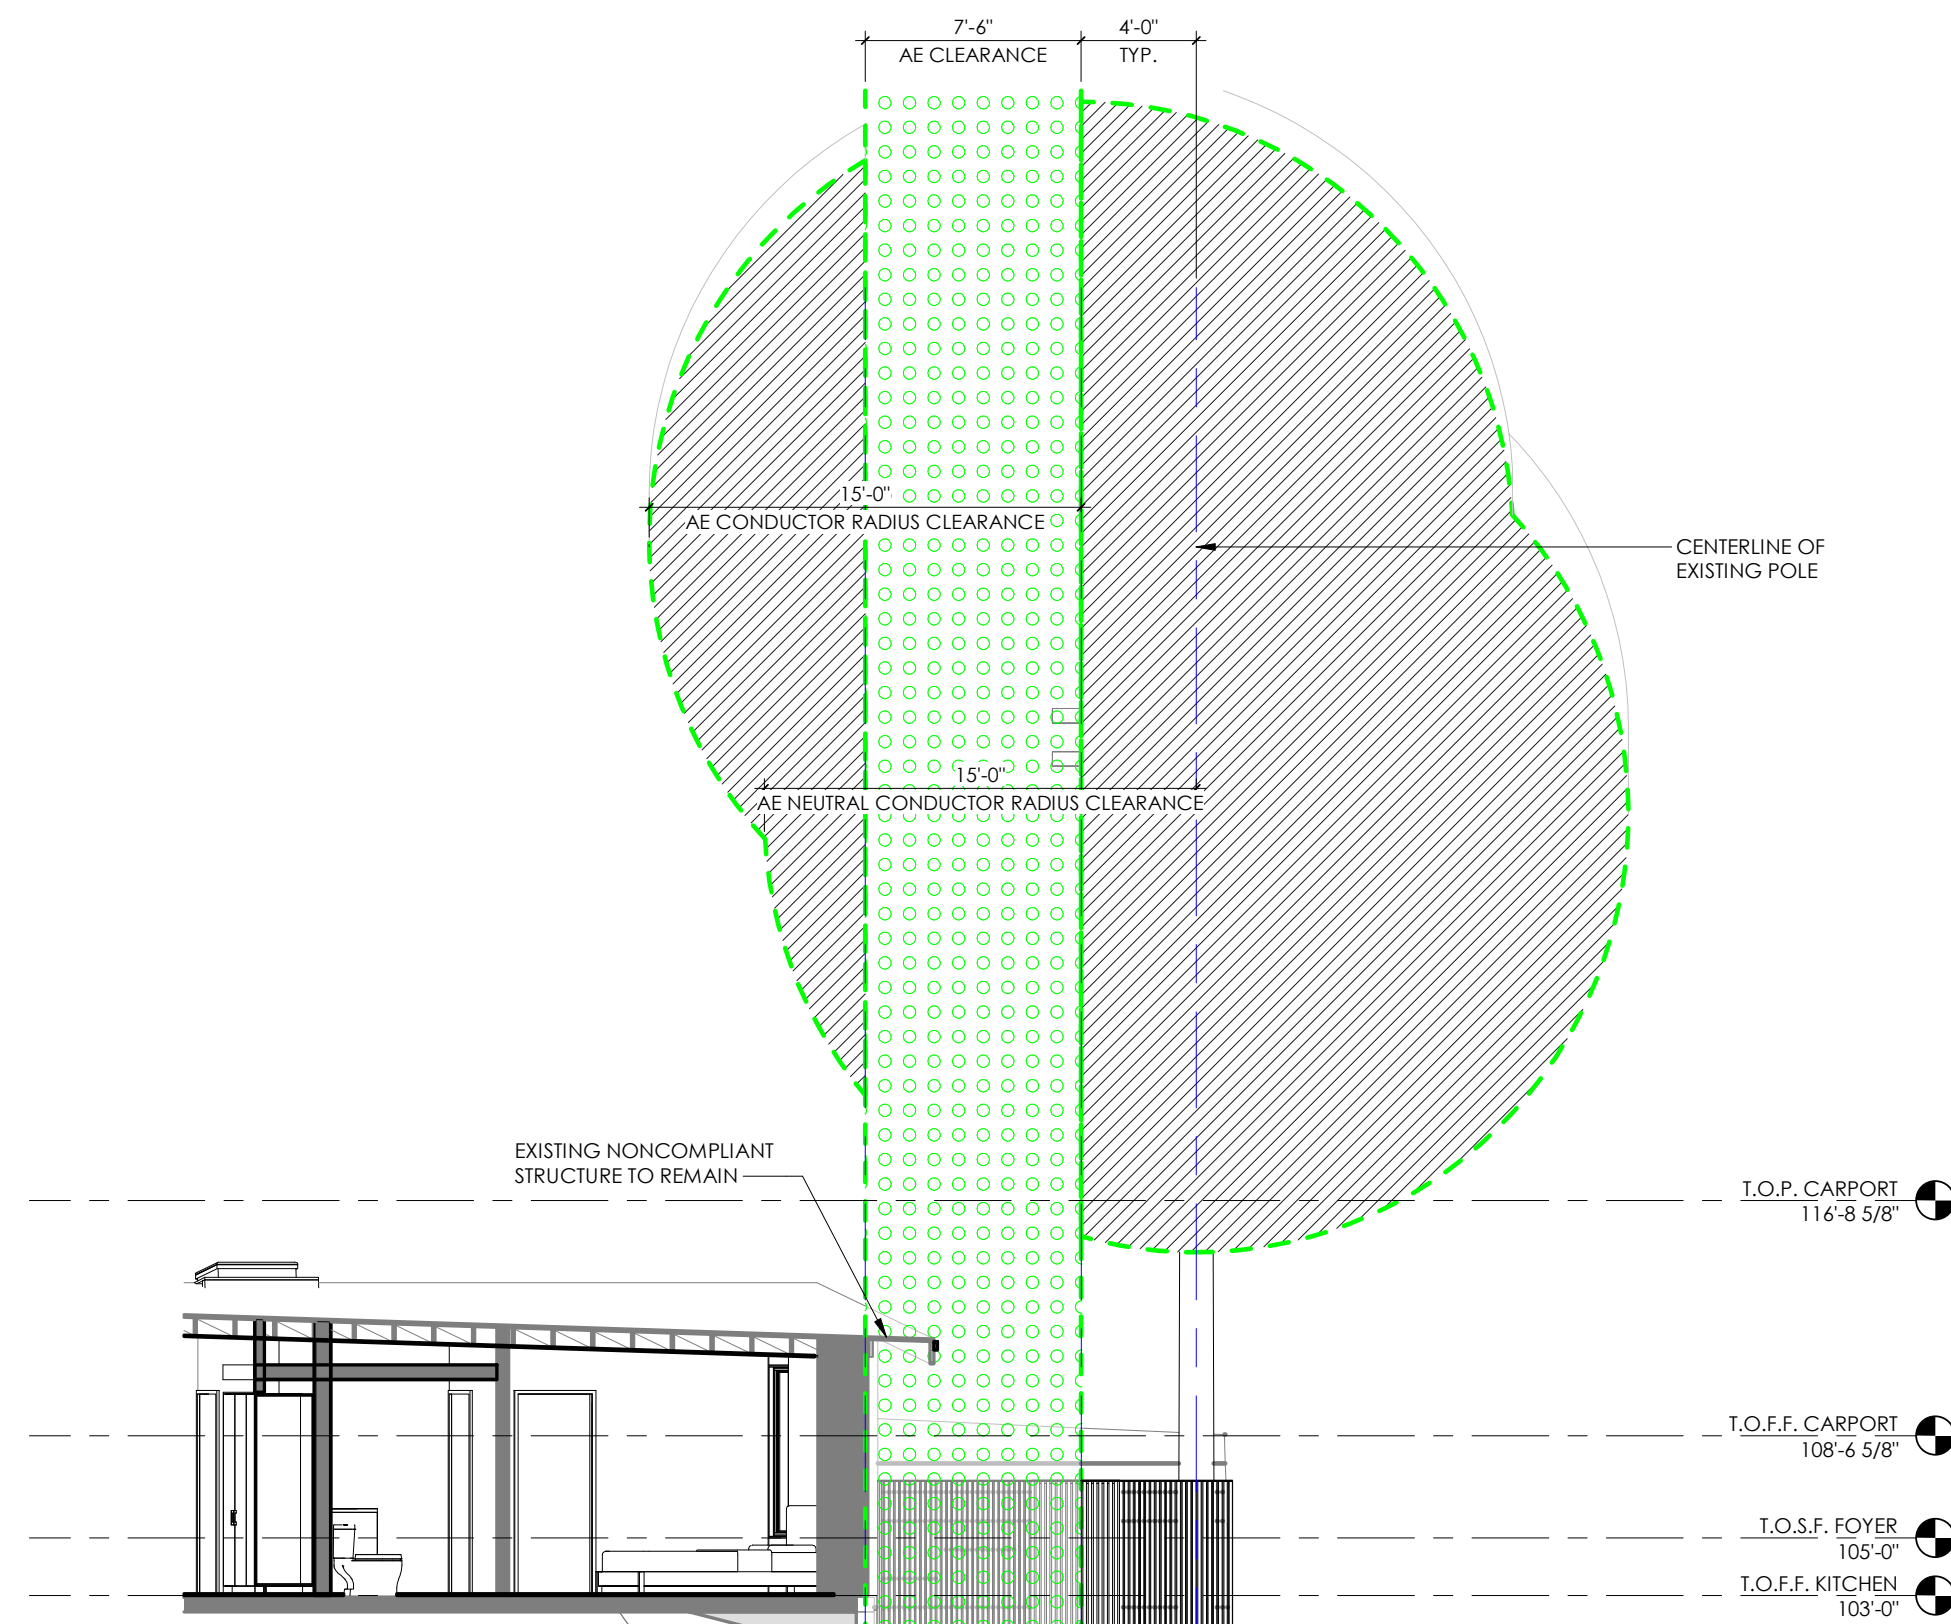 7'-6"
AE CLEARANCE
4'-0"
TYP.
15'-0"
AE CONDUCTOR RADIUS CLEARANCE
CENTERLINE OF
EXISTING POLE
15'-0"
AE NEUTRAL CONDUCTOR RADIUS CLEARANCE
EXISTING NONCOMPLIANT
STRUCTURE TO REMAIN
T.O.P. CARPORT
116'-8 5/8"
T.O.F.F. CARPORT
108'-6 5/8"
T.O.S.F. FOYER
105'-0"
T.O.F.F. KITCHEN
103'-0"